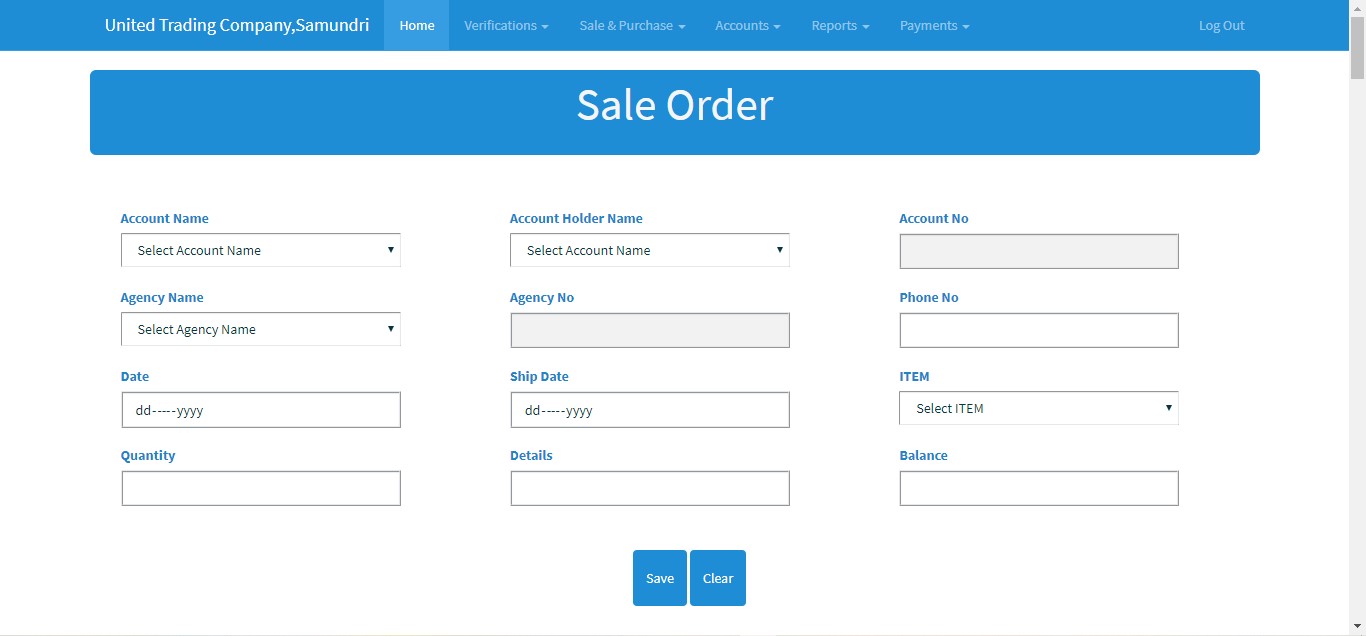 United Trading Company,Samundri Home Verifications Sale & Purchase Accounts Reports Payments Log Out
Sale Order
Account Name Account Holder Name Account No
Select Account Name Select Account Name
Agency Name Agency No Phone No
Select Agency Name
Date Ship Date ITEM
dd-----yyyy dd-----yyyy Select ITEM
Quantity Details Balance
Save Clear